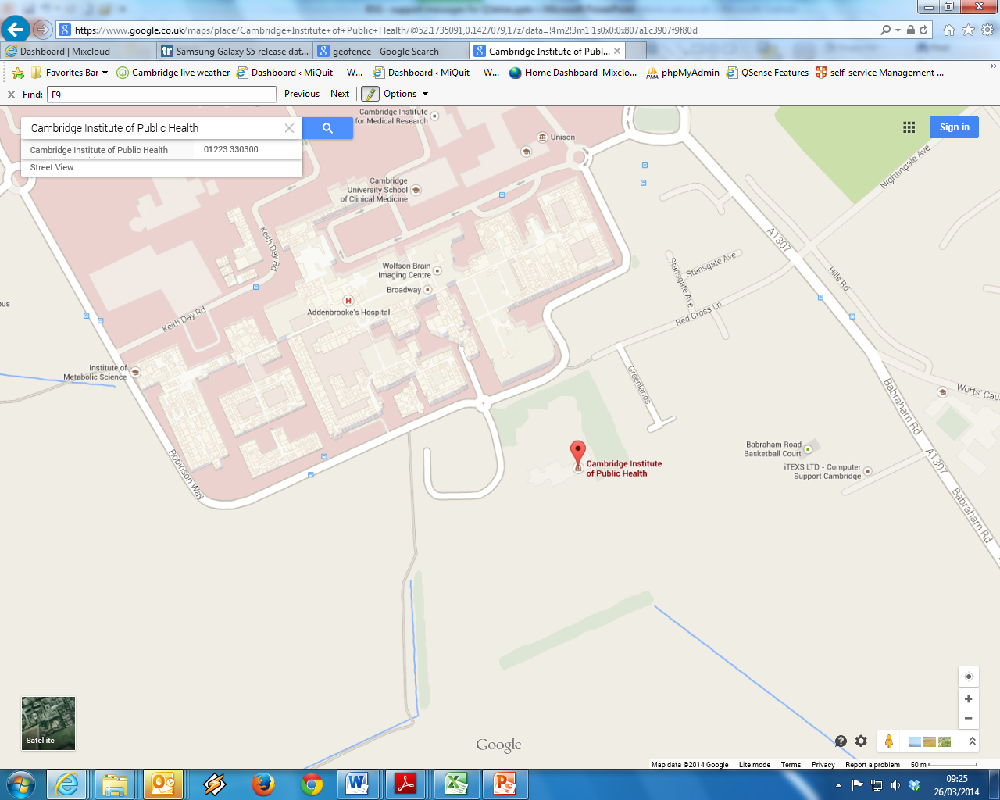 https://www.google.co.uk/maps/place/Cambridge+Institute+of+Public+Health/@52.1735091,0.1427079,17z/data=!4m2!3m1!1s0x0:0x807a1c3907f9f80d
Dashboard | Mixcloud
Samsung Galaxy S5 release dat...
geofence - Google Search
Cambridge Institute of Publ...
Favorites Bar
Cambridge live weather
Dashboard ‹ MiQuit — W...
Dashboard ‹ MiQuit — W...
Home Dashboard Mixclo...
phpMyAdmin
QSense Features
self-service Management ...
Find: F9
Previous
Next
Options
Cambridge Institute of Public Health
Cambridge Institute of Public Health
01223 330300
Street View
Sign in
Cambridge Institute
for Medical Research
Unison
Nightingale Ave
Cambridge
University School
of Clinical Medicine
Keith Day Rd
A1307
Wolfson Brain
Imaging Centre
Broadway
Stansgate Ave
Stansgate Ave
Hills Rd
Addenbrooke's Hospital
Keith Day Rd
Red Cross Ln
pus
Institute of
Metabolic Science
Greenlands
Babraham Rd
Worts' Cau
Robinson Way
Cambridge Institute
of Public Health
Babraham Road
Basketball Court
iTEXS LTD - Computer
Support Cambridge
A1307
Babraham Rd
Satellite
Google
Map data ©2014 Google
Lite mode
Terms
Privacy
Report a problem
50 m
09:25
26/03/2014